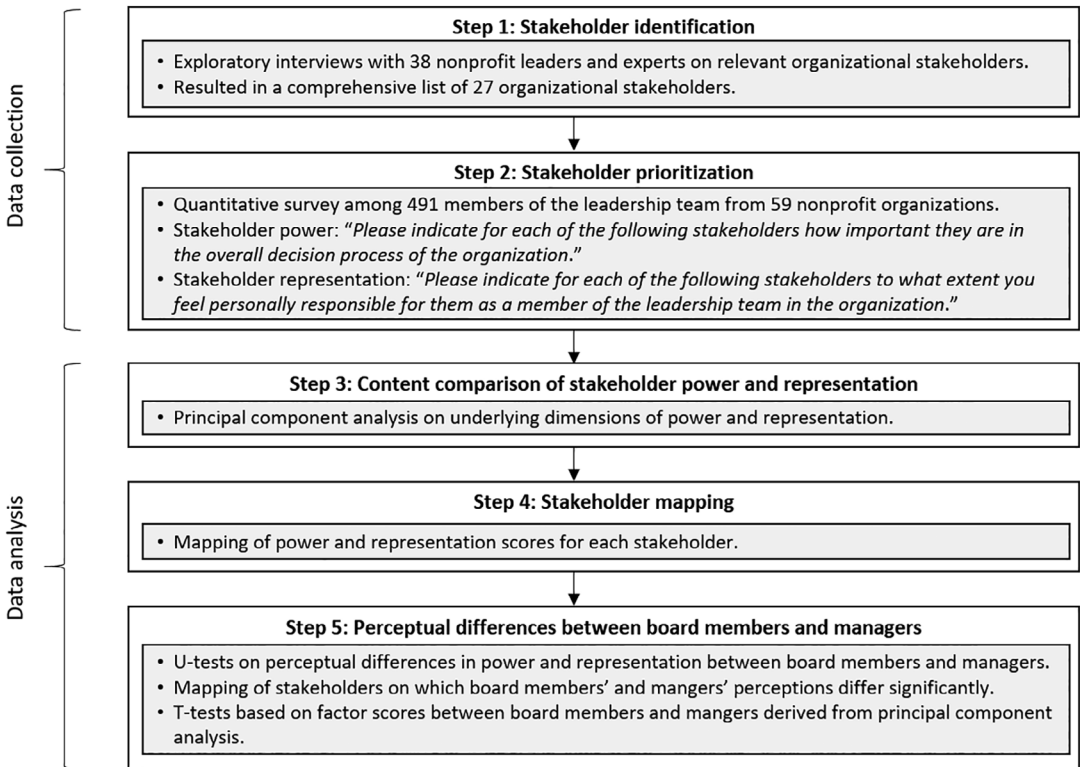 Data collection
Step 1: Stakeholder identification
• Exploratory interviews with 38 nonprofit leaders and experts on relevant organizational stakeholders.
• Resulted in a comprehensive list of 27 organizational stakeholders.
Step 2: Stakeholder prioritization
• Quantitative survey among 491 members of the leadership team from 59 nonprofit organizations.
• Stakeholder power: “Please indicate for each of the following stakeholders how important they are in
the overall decision process of the organization.”
• Stakeholder representation: “Please indicate for each of the following stakeholders to what extent you
feel personally responsible for them as a member of the leadership team in the organization.”
Data analysis
Step 3: Content comparison of stakeholder power and representation
• Principal component analysis on underlying dimensions of power and representation.
Step 4: Stakeholder mapping
• Mapping of power and representation scores for each stakeholder.
Step 5: Perceptual differences between board members and managers
• U-tests on perceptual differences in power and representation between board members and managers.
• Mapping of stakeholders on which board members’ and mangers’ perceptions differ significantly.
• T-tests based on factor scores between board members and mangers derived from principal component
analysis.